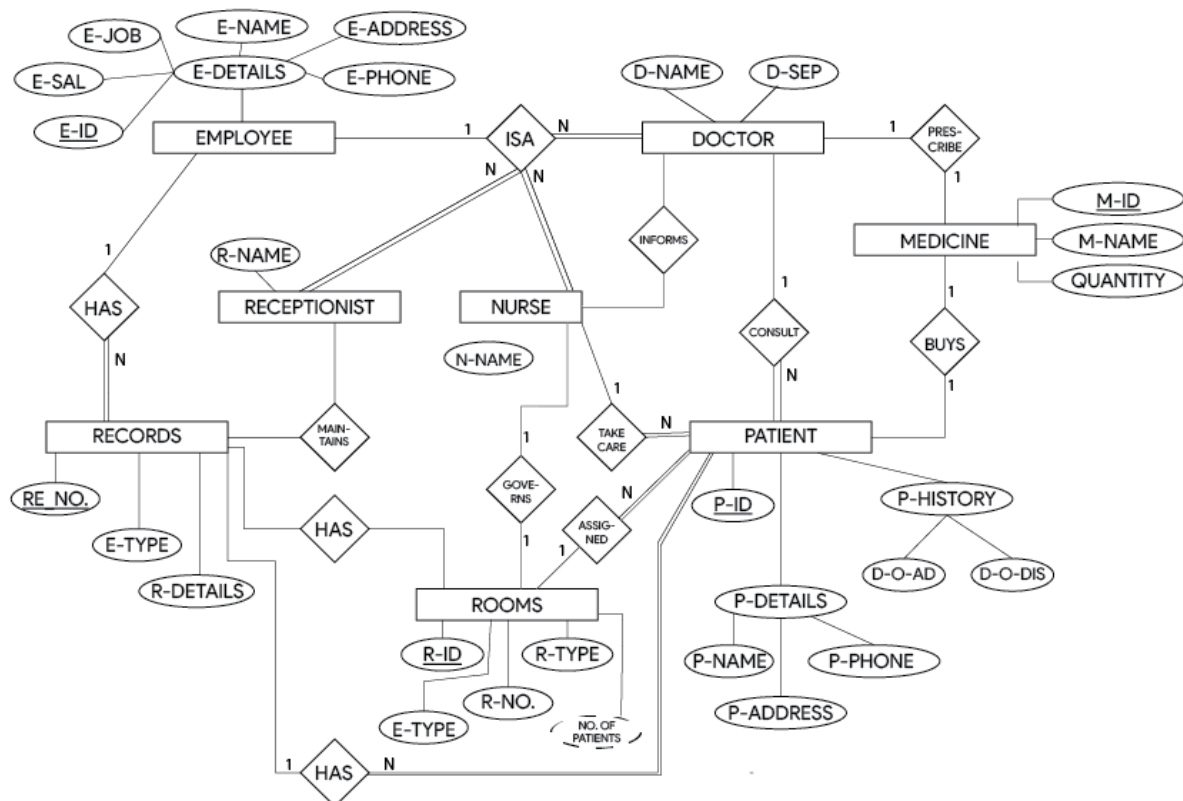 E-NAME
E-JOB
E-ADDRESS
E-SAL
E-DETAILS
E-PHONE
D-NAME
D-SEP
E-ID
EMPLOYEE
1
ISA
N
DOCTOR
1
PRES-
CRIBE
N
N
1
M-ID
INFORMS
MEDICINE
M-NAME
R-NAME
1
QUANTITY
RECEPTIONIST
NURSE
1
1
HAS
CONSULT
BUYS
N
N-NAME
N
1
1
RECORDS
MAIN-
TAINS
TAKE
CARE
N
PATIENT
1
RE_NO.
GOVE-
RNS
N
P-ID
P-HISTORY
HAS
ASSIG-
NED
E-TYPE
1
1
D-O-AD
D-O-DIS
R-DETAILS
ROOMS
P-DETAILS
R-ID
R-TYPE
P-NAME
P-PHONE
R-NO.
E-TYPE
NO. OF
PATIENTS
P-ADDRESS
1
HAS
N